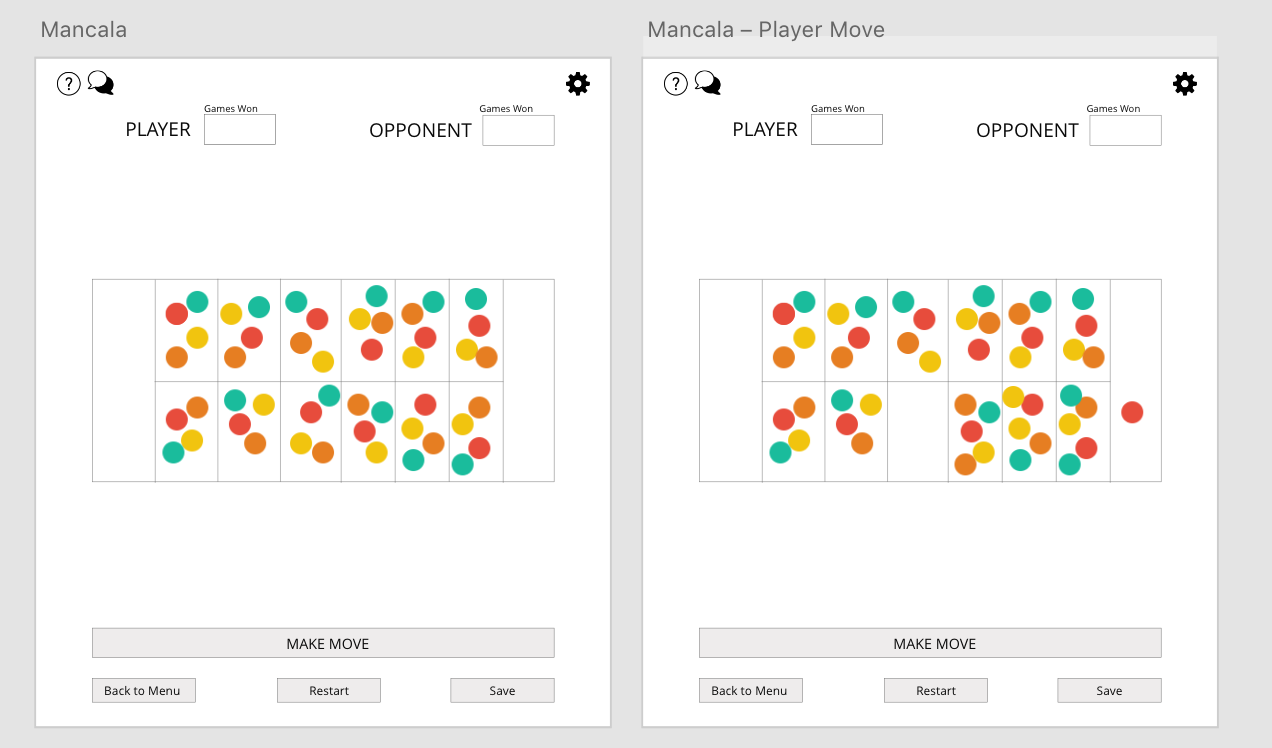 Mancala
?
Games Won
Games Won
PLAYER
OPPONENT
MAKE MOVE
Back to Menu
Restart
Save
Mancala – Player Move
?
Games Won
Games Won
PLAYER
OPPONENT
MAKE MOVE
Back to Menu
Restart
Save